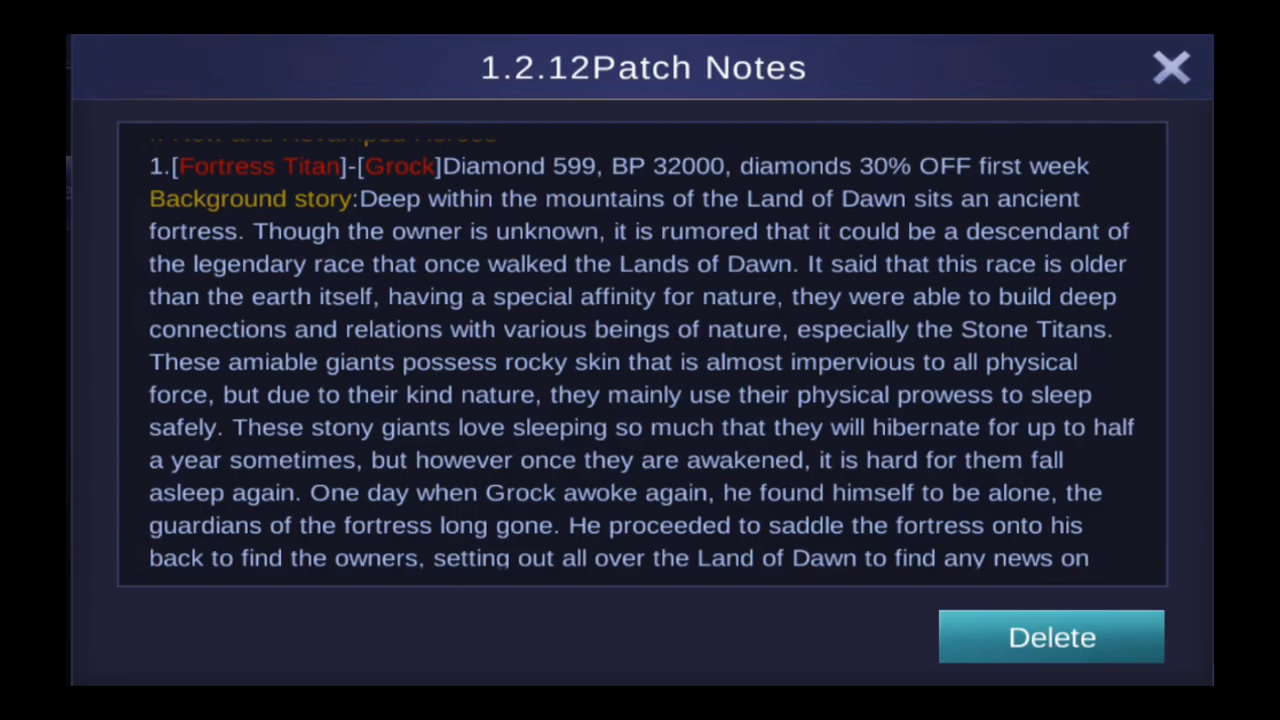 1.2.12Patch Notes
New and Revamped Heroes
1.[Fortress Titan]-[Grock]Diamond 599, BP 32000, diamonds 30% OFF first week
Background story:Deep within the mountains of the Land of Dawn sits an ancient
fortress. Though the owner is unknown, it is rumored that it could be a descendant of
the legendary race that once walked the Lands of Dawn. It said that this race is older
than the earth itself, having a special affinity for nature, they were able to build deep
connections and relations with various beings of nature, especially the Stone Titans.
These amiable giants possess rocky skin that is almost impervious to all physical
force, but due to their kind nature, they mainly use their physical prowess to sleep
safely. These stony giants love sleeping so much that they will hibernate for up to half
a year sometimes, but however once they are awakened, it is hard for them fall
asleep again. One day when Grock awoke again, he found himself to be alone, the
guardians of the fortress long gone. He proceeded to saddle the fortress onto his
back to find the owners, setting out all over the Land of Dawn to find any news on
Delete